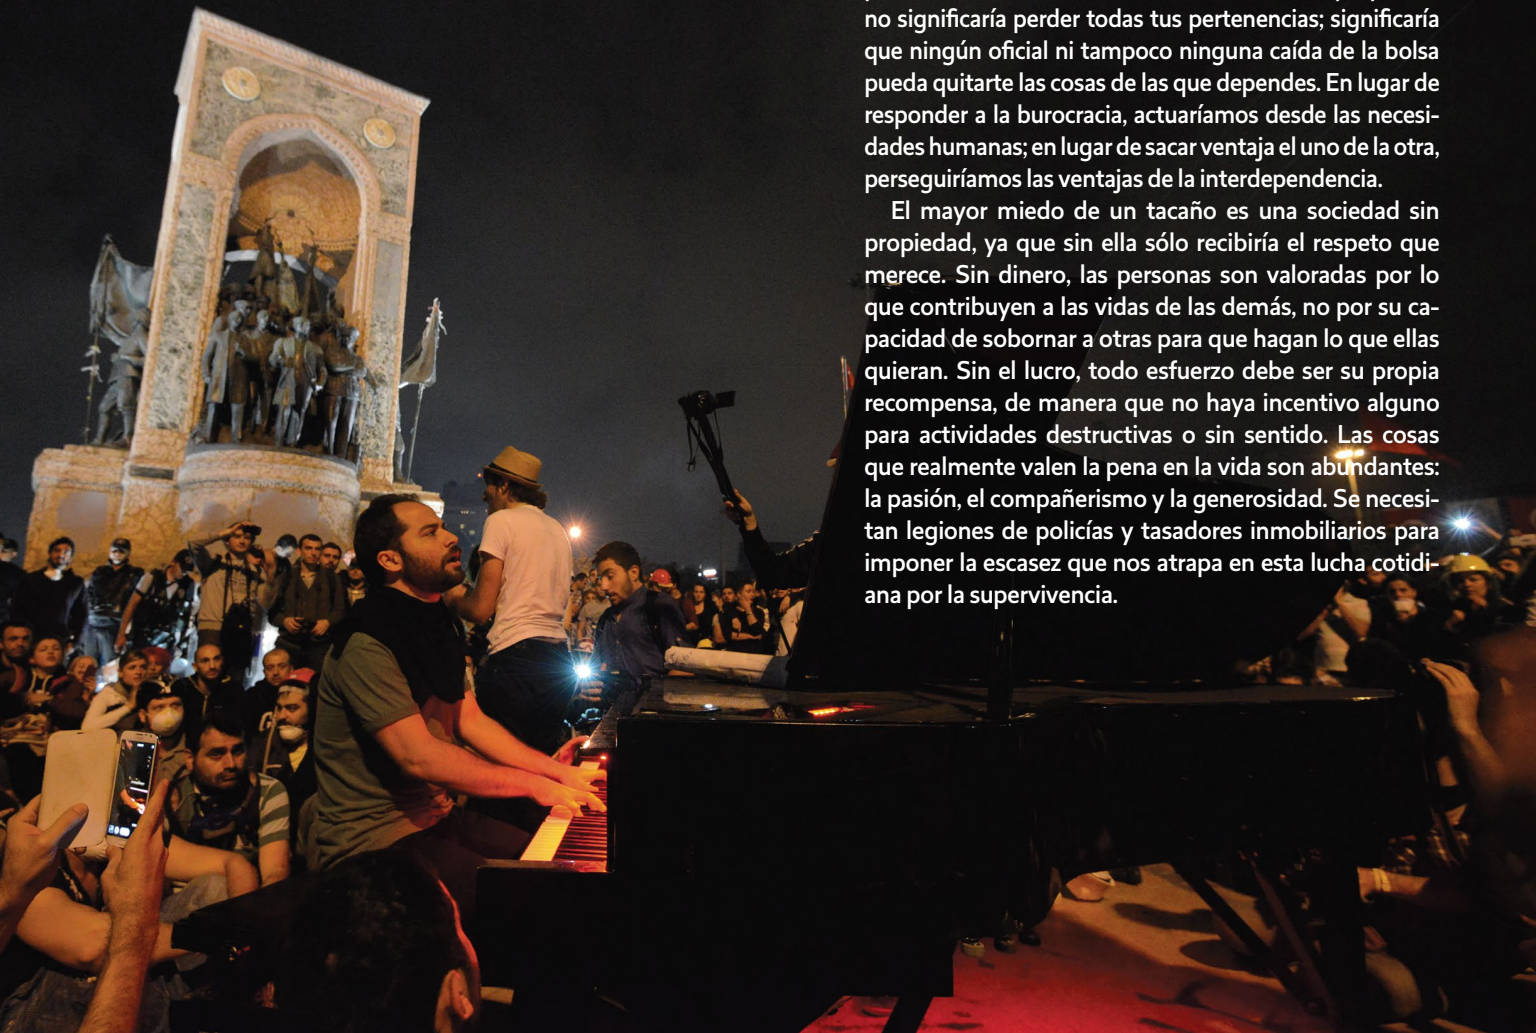 no significaría perder todas tus pertenencias; significaría
que ningún oficial ni tampoco ninguna caída de la bolsa
pueda quitarte las cosas de las que dependes. En lugar de
responder a la burocracia, actuaríamos desde las necesi-
dades humanas; en lugar de sacar ventaja el uno de la otra,
perseguiríamos las ventajas de la interdependencia.
El mayor miedo de un tacaño es una sociedad sin
propiedad, ya que sin ella sólo recibiría el respeto que
merece. Sin dinero, las personas son valoradas por lo
que contribuyen a las vidas de las demás, no por su ca-
pacidad de sobornar a otras para que hagan lo que ellas
quieran. Sin el lucro, todo esfuerzo debe ser su propia
recompensa, de manera que no haya incentivo alguno
para actividades destructivas o sin sentido. Las cosas
que realmente valen la pena en la vida son abundantes:
la pasión, el compañerismo y la generosidad. Se necesi-
tan legiones de policías y tasadores inmobiliarios para
imponer la escasez que nos atrapa en esta lucha cotidi-
ana por la supervivencia.